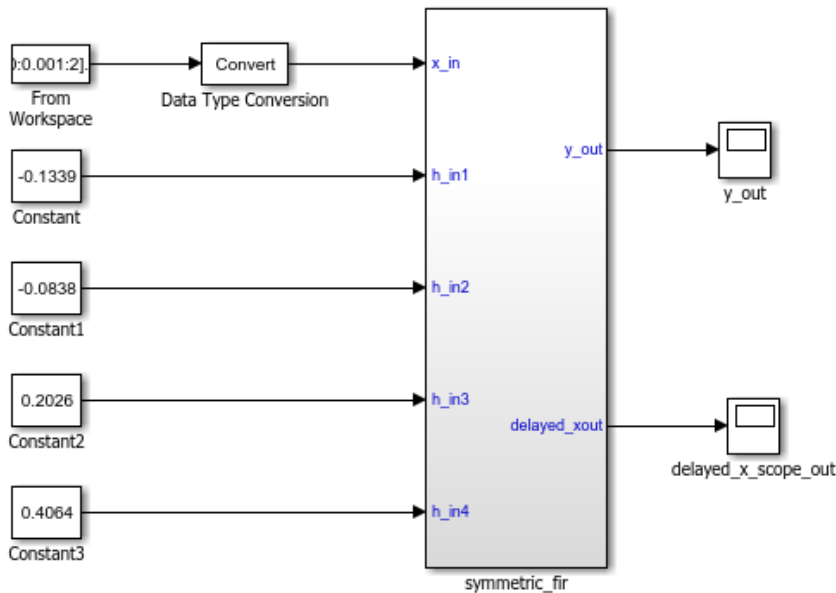 0:0.001:2].
From
Workspace
Convert
Data Type Conversion
-0.1339
Constant
-0.0838
Constant1
0.2026
Constant2
0.4064
Constant3
x_in
h_in1
h_in2
h_in3
h_in4
y_out
delayed_xout
symmetric_fir
y_out
delayed_x_scope_out